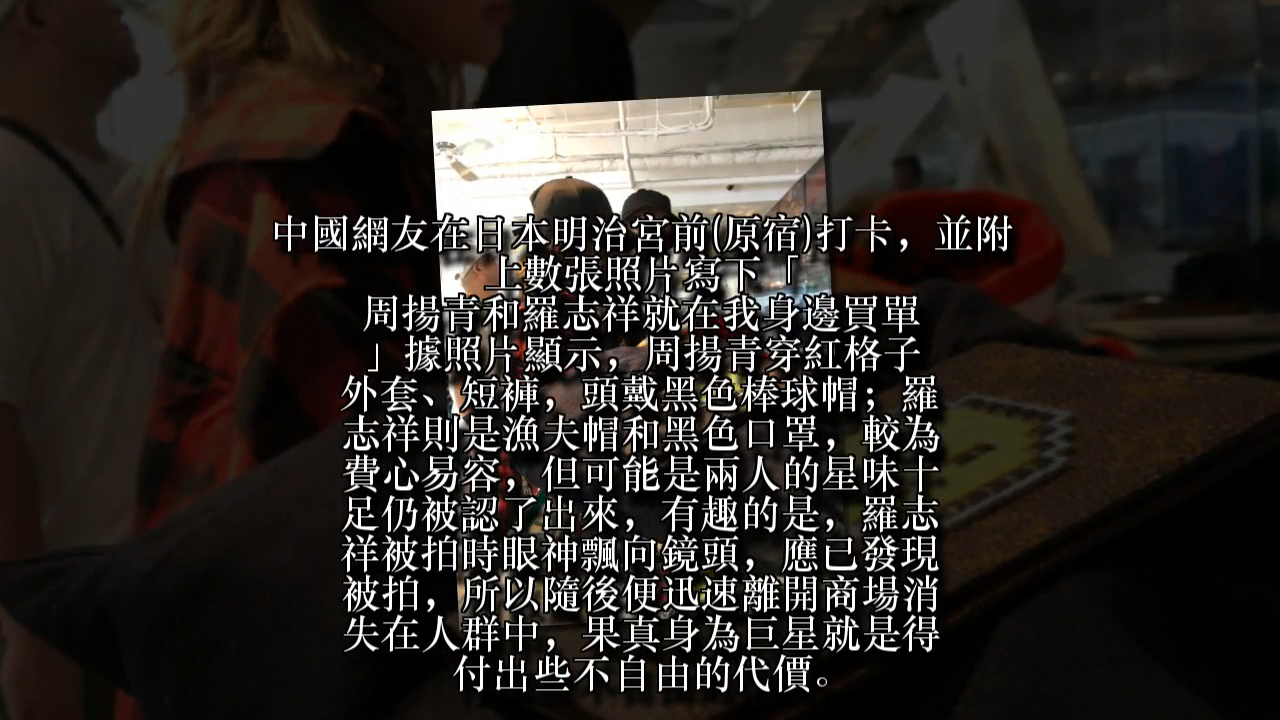 中國網友在日本明治宮前(原宿)打卡，並附
上數張照片寫下「
周揚青和羅志祥就在我身邊買單
」據照片顯示，周揚青穿紅格子
外套、短褲，頭戴黑色棒球帽；羅
志祥則是漁夫帽和黑色口罩，較為
費心易容，但可能是兩人的星味十
足仍被認了出來，有趣的是，羅志
祥被拍時眼神飄向鏡頭，應已發現
被拍，所以隨後便迅速離開商場消
失在人群中，果真身為巨星就是得
付出些不自由的代價。